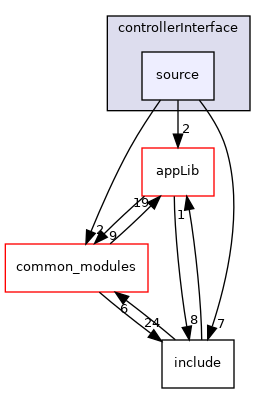 controllerInterface
source
2
appLib
19
1
2
9
common_modules
6
24
8
7
include